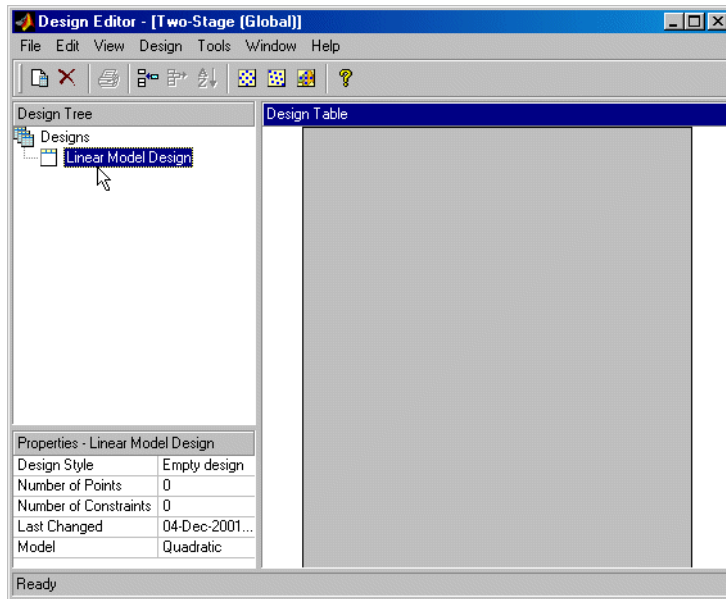 Design Editor - [Two-Stage (Global)]
File Edit View Design Tools Window Help
Design Tree
Designs
Linear Model Design
Design Table
Properties - Linear Model Design
Design Style Empty design
Number of Points 0
Number of Constraints 0
Last Changed 04-Dec-2001...
Model Quadratic
Ready